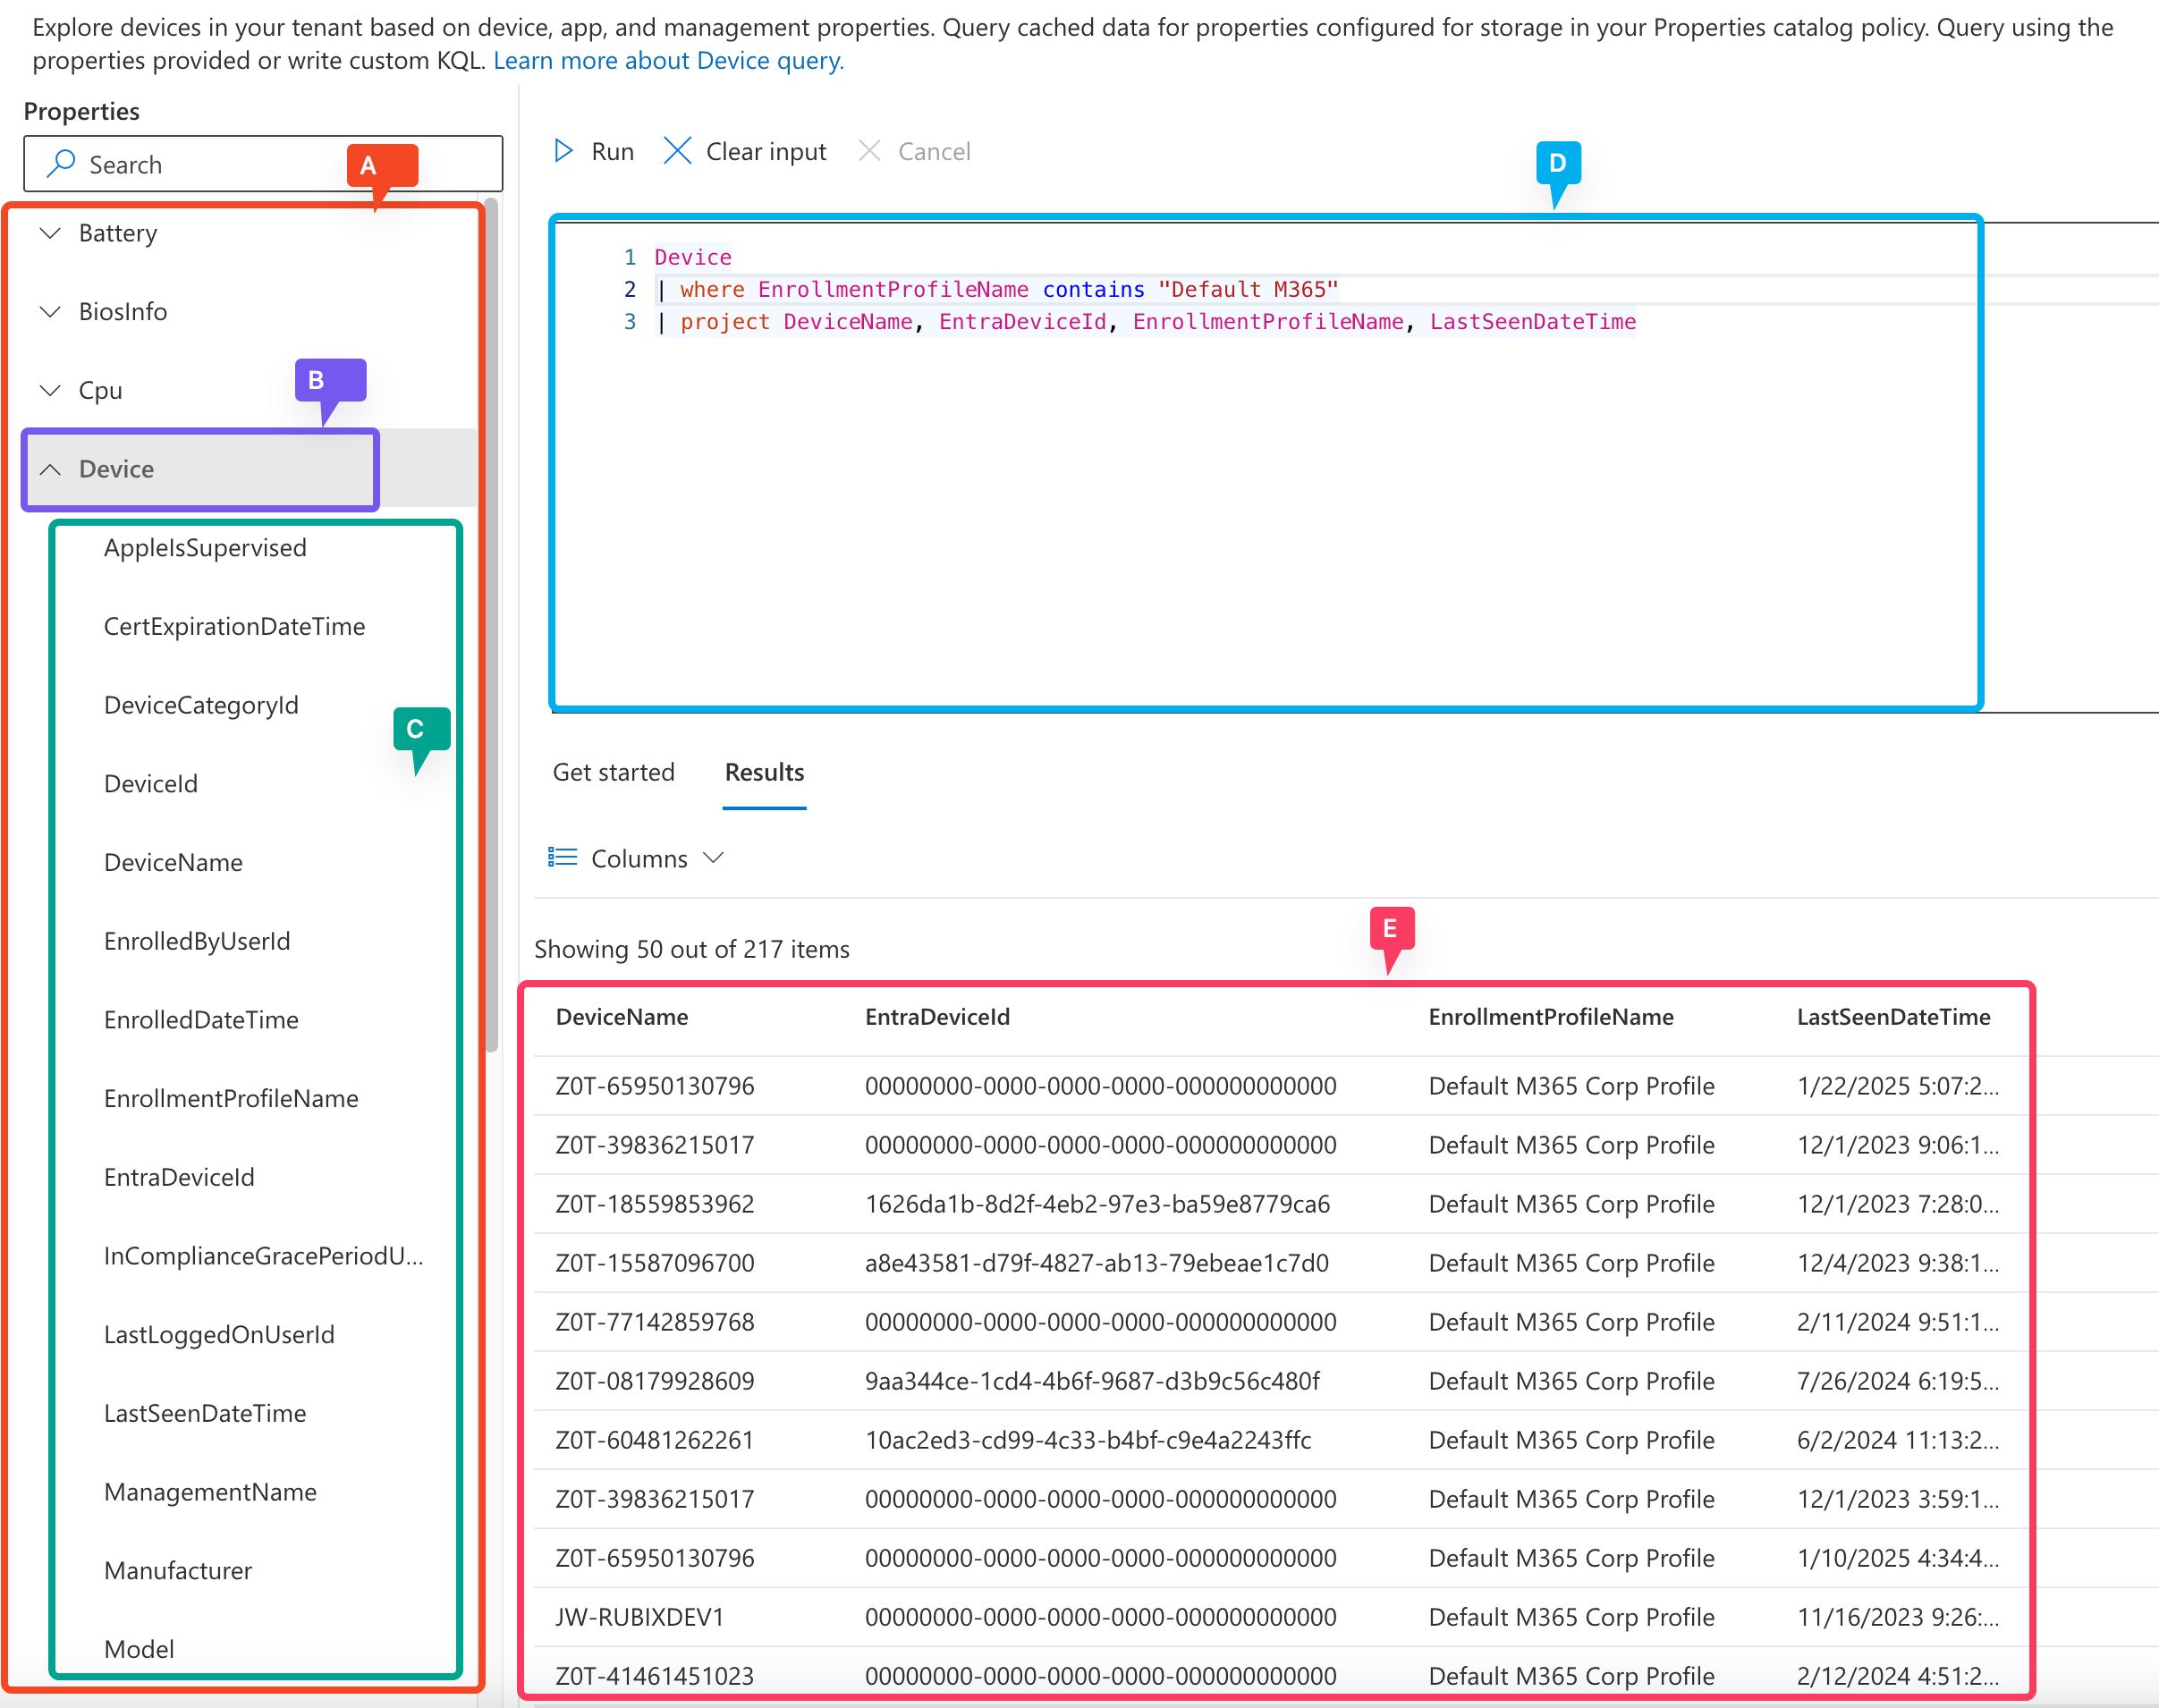 Explore devices in your tenant based on device, app, and management properties. Query cached data for properties configured for storage in your Properties catalog policy. Query using the
properties provided or write custom KQL. Learn more about Device query.
Properties
Search
A
Battery
BiosInfo
Cpu
B
Device
AppleIsSupervised
CertExpirationDateTime
DeviceCategoryId
C
DeviceId
DeviceName
EnrolledByUserId
EnrolledDateTime
EnrollmentProfileName
EntraDeviceId
InComplianceGracePeriodU...
LastLoggedOnUserId
LastSeenDateTime
ManagementName
Manufacturer
Model
Run Clear input Cancel
D
1 Device
2 | where EnrollmentProfileName contains "Default M365"
3 | project DeviceName, EntraDeviceId, EnrollmentProfileName, LastSeenDateTime
Get started Results
Columns
E
Showing 50 out of 217 items
DeviceName EntraDeviceId EnrollmentProfileName LastSeenDateTime
Z0T-65950130796 00000000-0000-0000-0000-000000000000 Default M365 Corp Profile 1/22/2025 5:07:2...
Z0T-39836215017 00000000-0000-0000-0000-000000000000 Default M365 Corp Profile 12/1/2023 9:06:1...
Z0T-18559853962 1626da1b-8d2f-4eb2-97e3-ba59e8779ca6 Default M365 Corp Profile 12/1/2023 7:28:0...
Z0T-15587096700 a8e43581-d79f-4827-ab13-79ebeae1c7d0 Default M365 Corp Profile 12/4/2023 9:38:1...
Z0T-77142859768 00000000-0000-0000-0000-000000000000 Default M365 Corp Profile 2/11/2024 9:51:1...
Z0T-08179928609 9aa344ce-1cd4-4b6f-9687-d3b9c56c480f Default M365 Corp Profile 7/26/2024 6:19:5...
Z0T-60481262261 10ac2ed3-cd99-4c33-b4bf-c9e4a2243ffc Default M365 Corp Profile 6/2/2024 11:13:2...
Z0T-39836215017 00000000-0000-0000-0000-000000000000 Default M365 Corp Profile 12/1/2023 3:59:1...
Z0T-65950130796 00000000-0000-0000-0000-000000000000 Default M365 Corp Profile 1/10/2025 4:34:4...
JW-RUBIXDEV1 00000000-0000-0000-0000-000000000000 Default M365 Corp Profile 11/16/2023 9:26:...
Z0T-41461451023 00000000-0000-0000-0000-000000000000 Default M365 Corp Profile 2/12/2024 4:51:2...